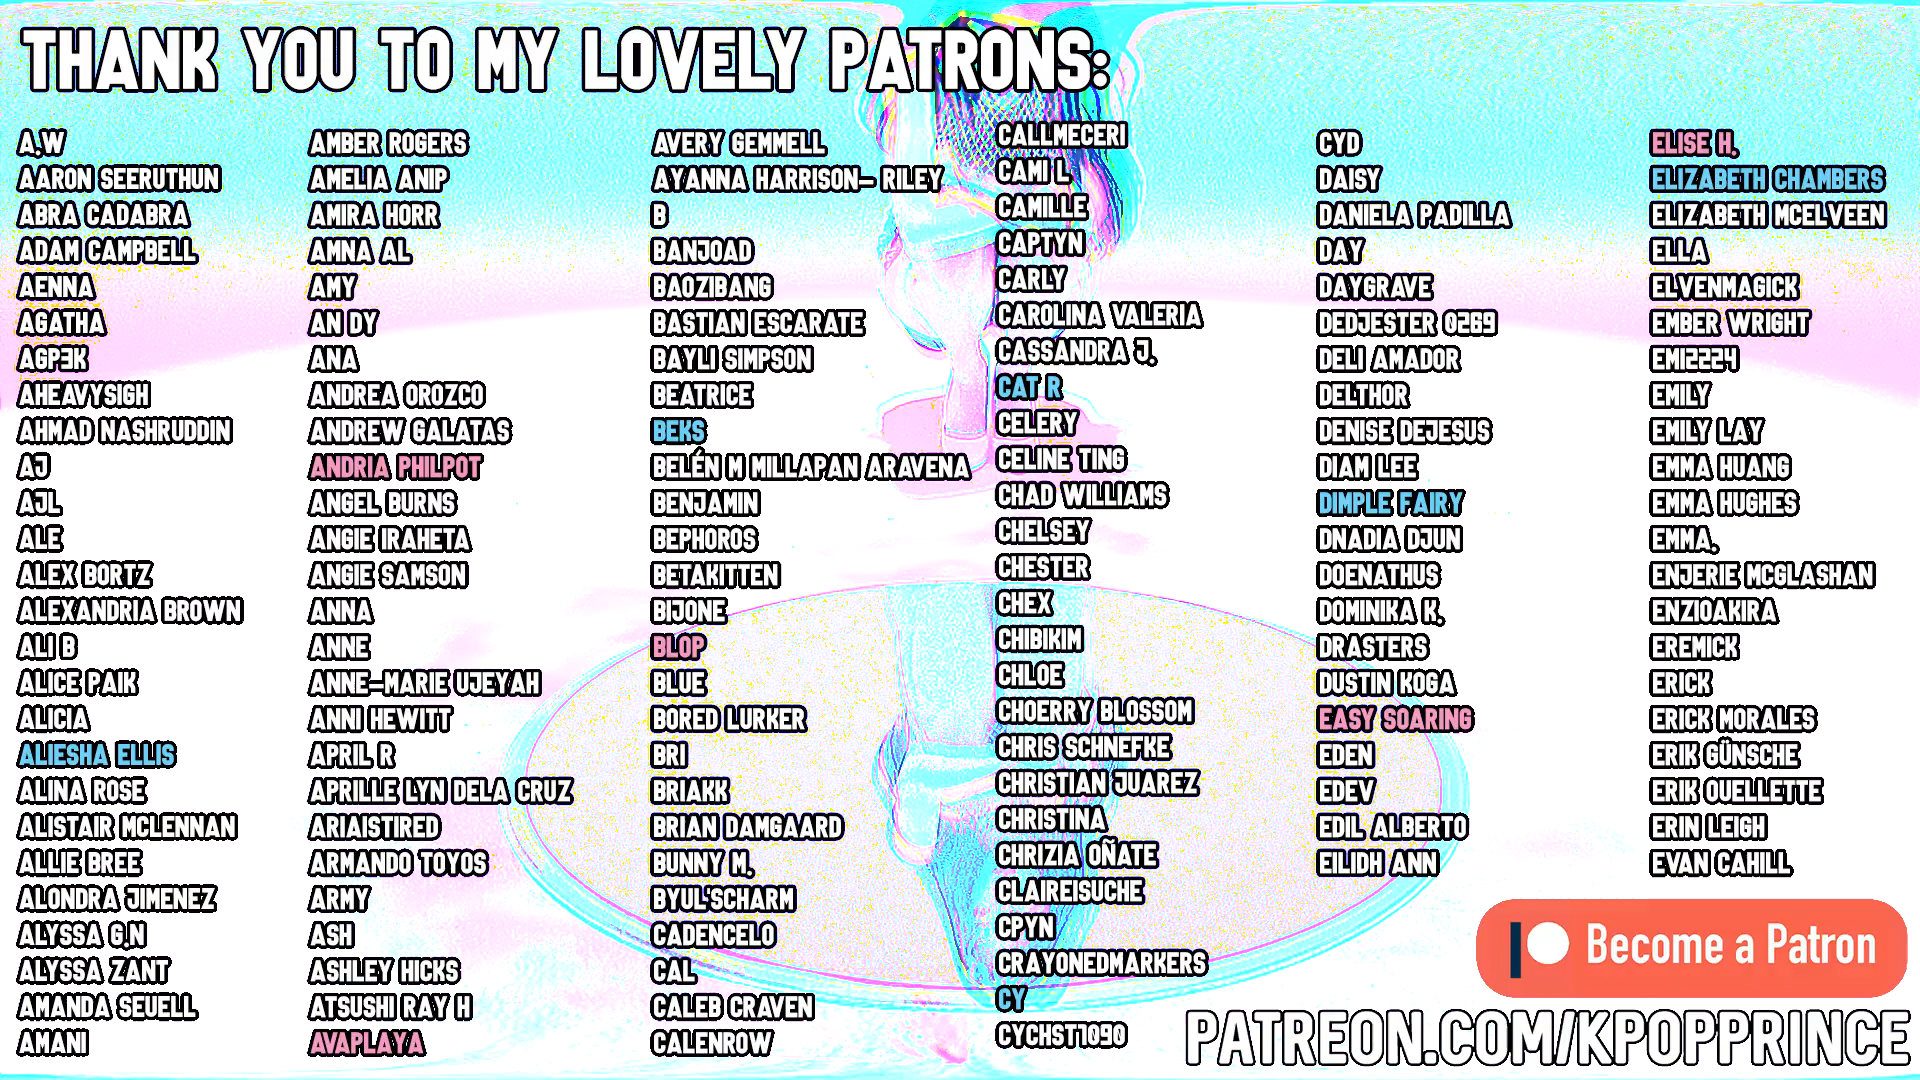 THANK YOU TO MY LOVELY PATRONS:
A.W
AARON SEERUTHUN
ABRA CADABRA
ADAM CAMPBELL
AENNA
AGATHA
AGP3K
AHEAVYSIGH
AHMAD NASHRUDDIN
AJ
AJL
ALE
ALEX BORTZ
ALEXANDRIA BROWN
ALI B
ALICE PAIK
ALICIA
ALIESHA ELLIS
ALINA ROSE
ALISTAIR MCLENNAN
ALLIE BREE
ALONDRA JIMENEZ
ALYSSA G.N
ALYSSA ZANT
AMANDA SEUELL
AMANI
AMBER ROGERS
AMELIA ANIP
AMIRA HORR
AMNA AL
AMY
AN DY
ANA
ANDREA OROZCO
ANDREW GALATAS
ANDRIA PHILPOT
ANGEL BURNS
ANGIE IRAHETA
ANGIE SAMSON
ANNA
ANNE
ANNE-MARIE UJEYAH
ANNI HEWITT
APRIL R
APRILLE LYN DELA CRUZ
ARIAISTIRED
ARMANDO TOYOS
ARMY
ASH
ASHLEY HICKS
ATSUSHI RAY H
AVAPLAYA
AVERY GEMMELL
AYANNA HARRISON- RILEY
B
BANJOAD
BAOZIBANG
BASTIAN ESCARATE
BAYLI SIMPSON
BEATRICE
BEKS
BELÉN M MILLAPAN ARAVENA
BENJAMIN
BEPHOROS
BETAKITTEN
BIJONE
BLOP
BLUE
BORED LURKER
BRI
BRIAKK
BRIAN DAMGAARD
BUNNY M.
BYUL'SCHARM
CADENCELO
CAL
CALEB CRAVEN
CALENROW
CALLMECERI
CAMI L
CAMILLE
CAPTYN
CARLY
CAROLINA VALERIA
CASSANDRA J.
CAT R
CELERY
CELINE TING
CHAD WILLIAMS
CHELSEY
CHESTER
CHEX
CHIBIKIM
CHLOE
CHOERRY BLOSSOM
CHRIS SCHNEFKE
CHRISTIAN JUAREZ
CHRISTINA
CHRIZIA OÑATE
CLAIREISUCHE
CPYN
CRAYONEDMARKERS
CY
CYCHST1090
CYD
DAISY
DANIELA PADILLA
DAY
DAYGRAVE
DEDJESTER 0269
DELI AMADOR
DELTHOR
DENISE DEJESUS
DIAM LEE
DIMPLE FAIRY
DNADIA DJUN
DOENATHUS
DOMINIKA K.
DRASTERS
DUSTIN KOGA
EASY SOARING
EDEN
EDEV
EDIL ALBERTO
EILIDH ANN
ELISE H.
ELIZABETH CHAMBERS
ELIZABETH MCELVEEN
ELLA
ELVENMAGICK
EMBER WRIGHT
EMI2224
EMILY
EMILY LAY
EMMA HUANG
EMMA HUGHES
EMMA.
ENJERIE MCGLASHAN
ENZIOAKIRA
EREMICK
ERICK
ERICK MORALES
ERIK GÜNSCHE
ERIK OUELLETTE
ERIN LEIGH
EVAN CAHILL
Become a Patron
PATREON.COM/KPOPPRINCE